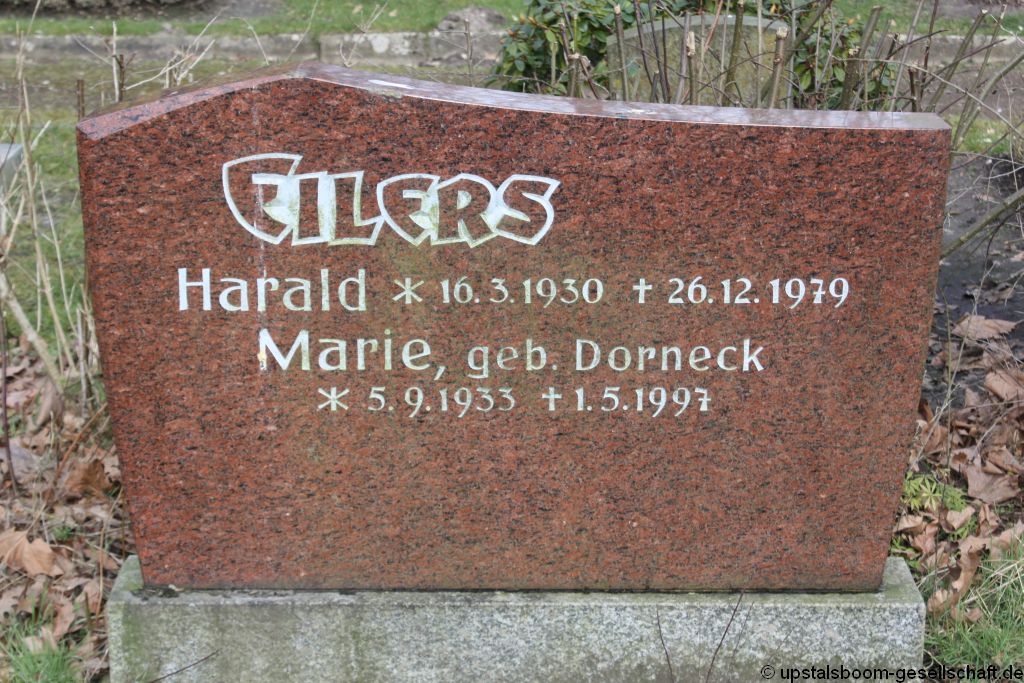 EILERS
Harald * 16.3.1930 † 26.12.1979
Marie, geb. Dorneck
* 5.9.1933 † 1.5.1997
© upstalsboom-gesellschaft.de